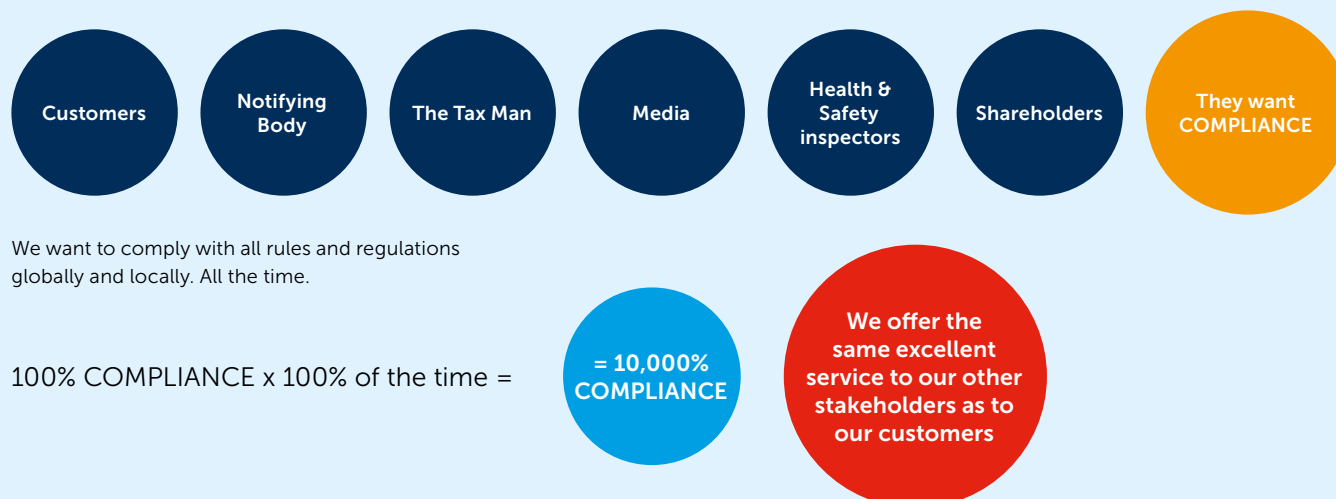 Customers
Notifying
Body
The Tax Man
Media
Health &
Safety
inspectors
Shareholders
They want
COMPLIANCE
We want to comply with all rules and regulations
globally and locally. All the time.
100% COMPLIANCE x 100% of the time =
= 10,000%
COMPLIANCE
We offer the
same excellent
service to our other
stakeholders as to
our customers